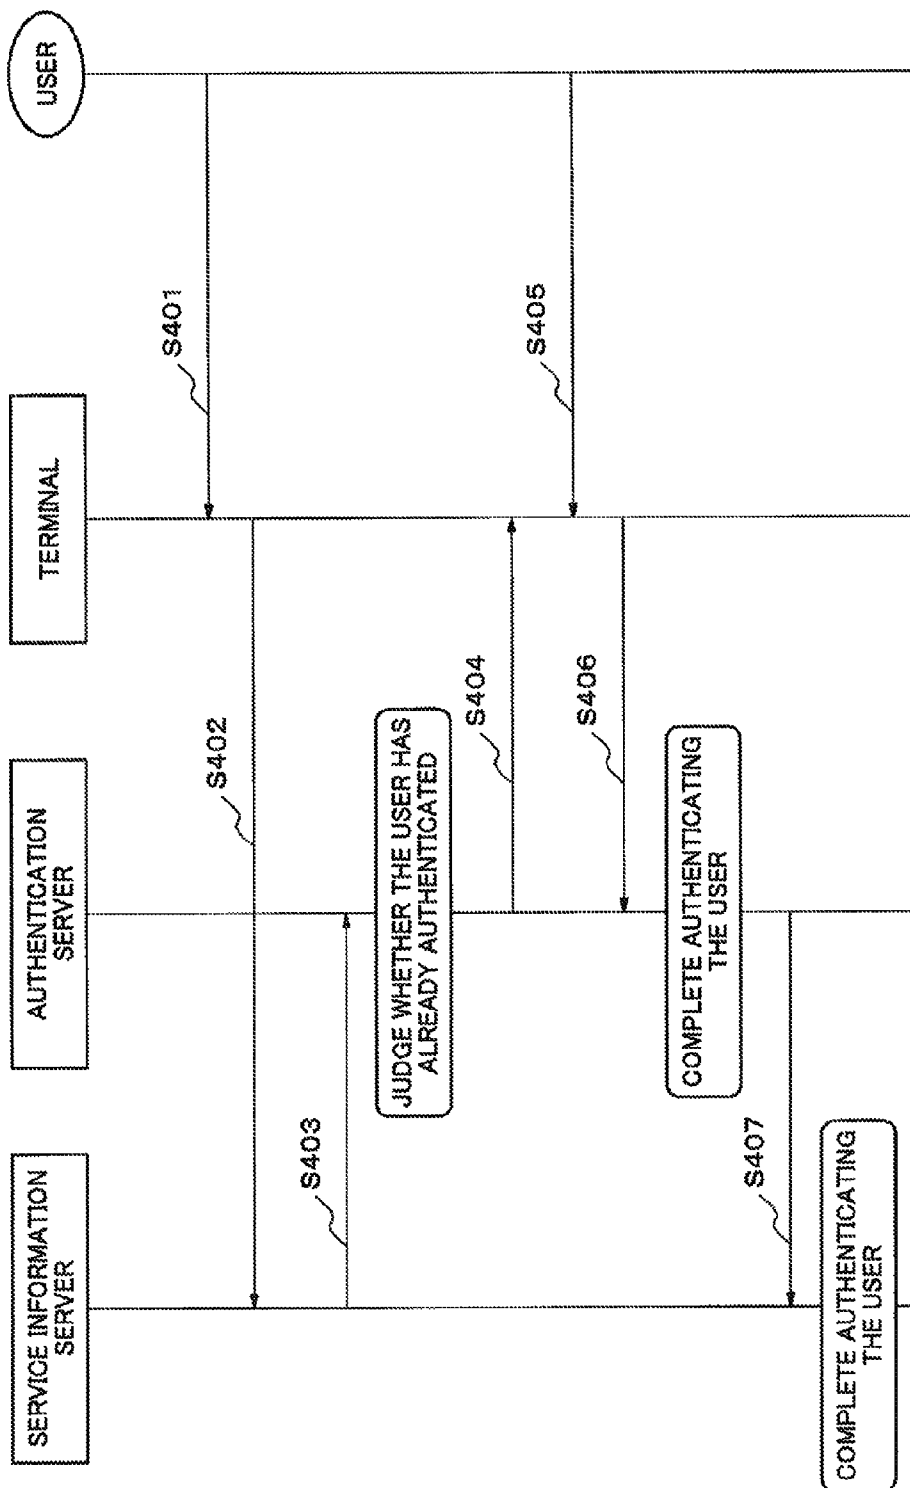 SERVICE INFORMATION
SERVER
AUTHENTICATION
SERVER
TERMINAL
USER
S401
S402
S403
JUDGE WHETHER THE USER HAS
ALREADY AUTHENTICATED
S404
S405
S406
COMPLETE AUTHENTICATING
THE USER
S407
COMPLETE AUTHENTICATING
THE USER